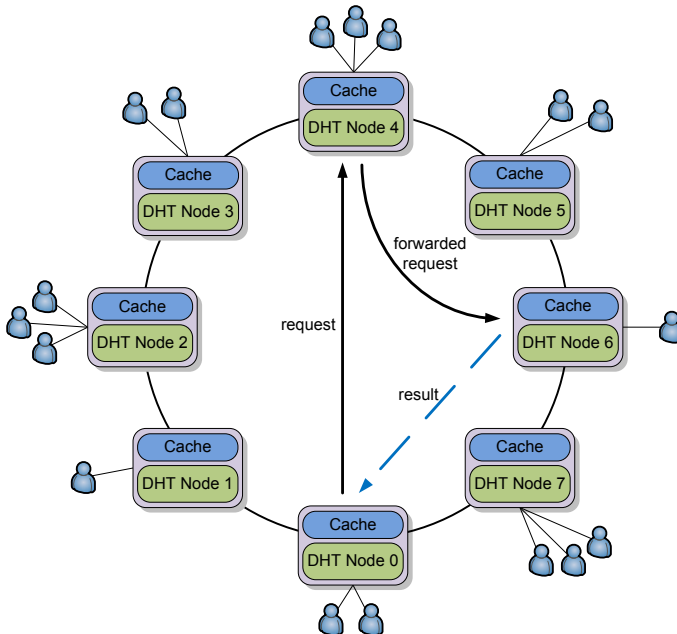 Cache
DHT Node 4
Cache
DHT Node 3
Cache
DHT Node 5
forwarded
request
Cache
DHT Node 2
request
Cache
DHT Node 6
result
Cache
DHT Node 1
Cache
DHT Node 7
Cache
DHT Node 0